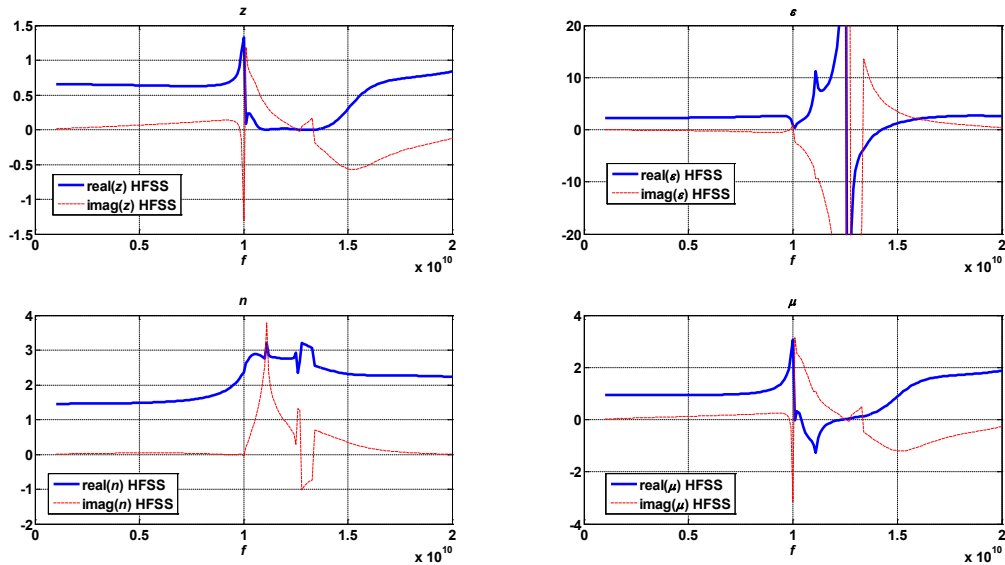 z
1.5
1
0.5
0
-0.5
-1
-1.5
real(z) HFSS
imag(z) HFSS
0 0.5 1 1.5 2
f
x 10^10
ε
20
10
0
-10
-20
real(ε) HFSS
imag(ε) HFSS
0 0.5 1 1.5 2
f
x 10^10
n
4
3
2
1
0
-1
-2
real(n) HFSS
imag(n) HFSS
0 0.5 1 1.5 2
f
x 10^10
μ
4
2
0
-2
-4
real(μ) HFSS
imag(μ) HFSS
0 0.5 1 1.5 2
f
x 10^10